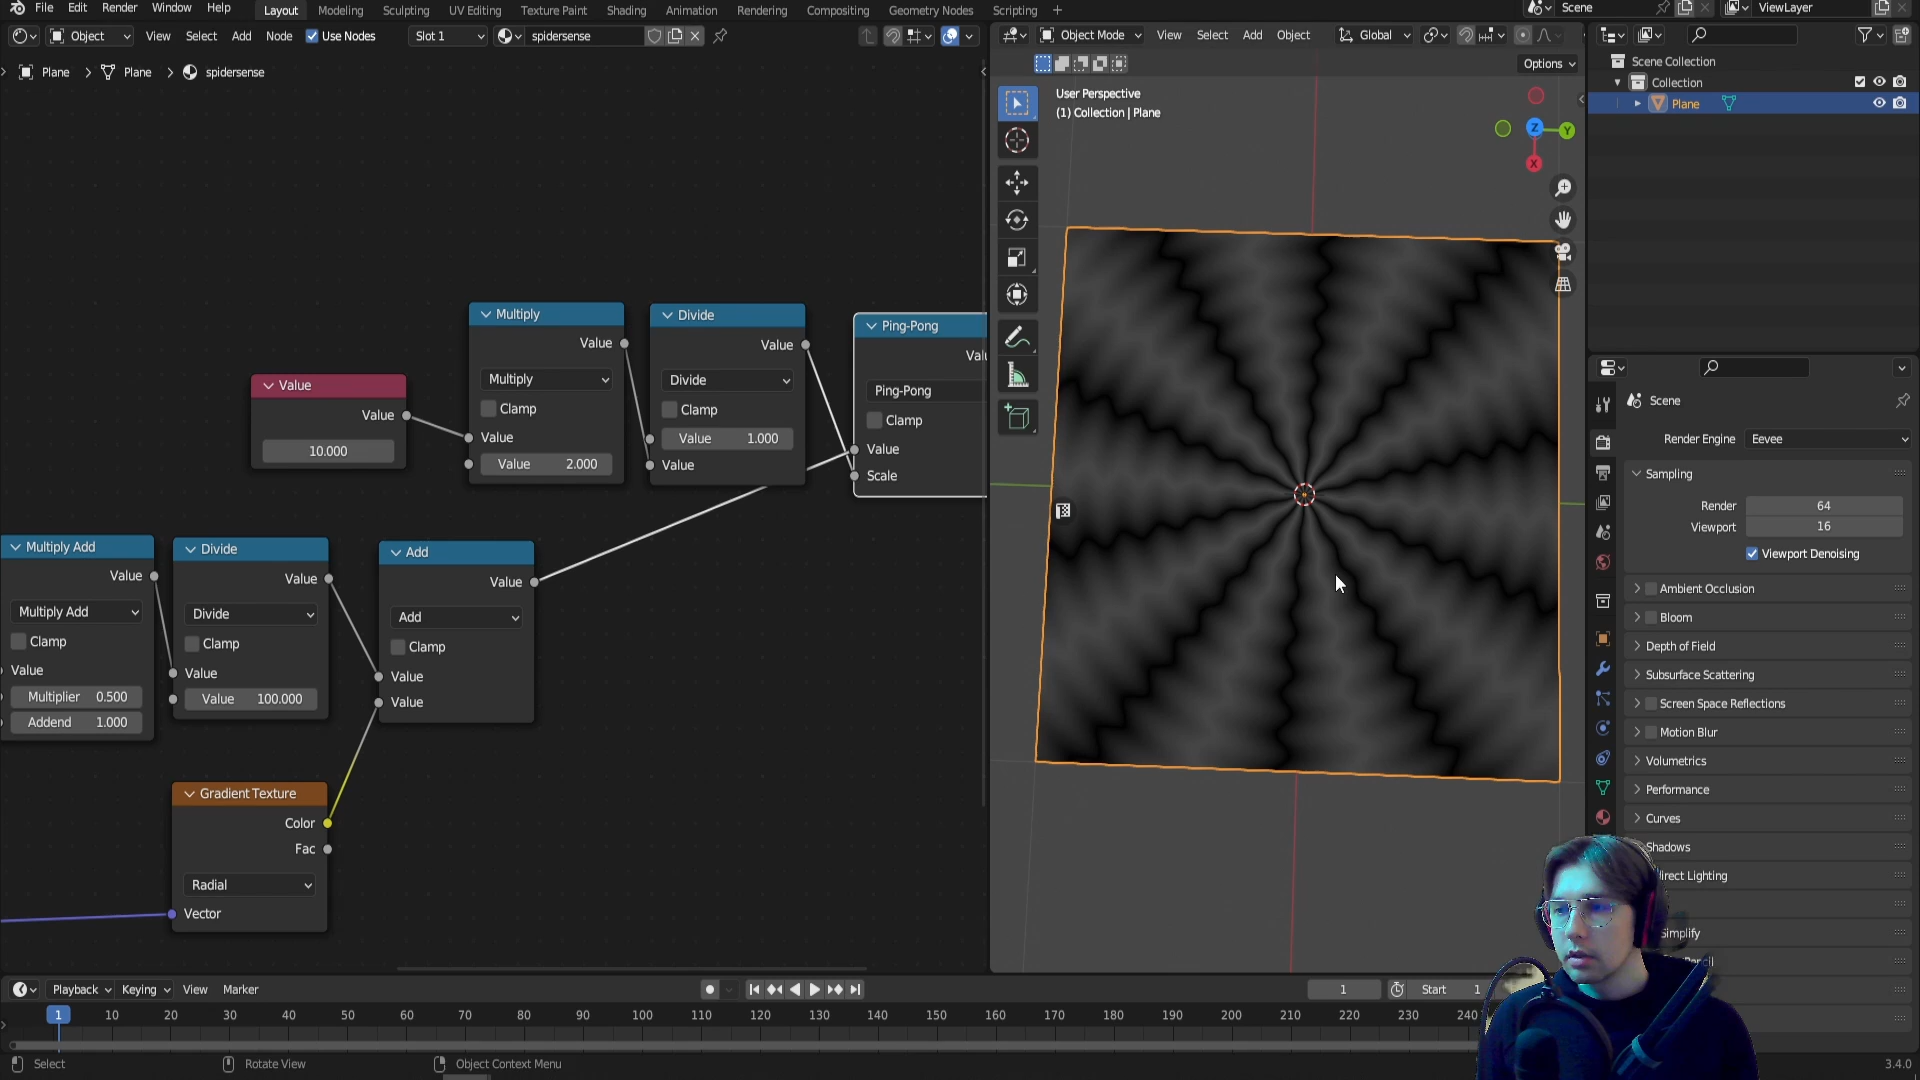 File Edit Render Window Help Layout Modeling Sculpting UV Editing Texture Paint Shading Animation Rendering Compositing Geometry Nodes Scripting + Scene ViewLayer
Object View Select Add Node Use Nodes Slot 1 spidersense
Object Mode View Select Add Object Global
Plane > Plane > spidersense
Options
User Perspective
(1) Collection | Plane
Z
Y
X
Multiply
Value
Multiply
Clamp
Value
Value 2.000
Divide
Value
Divide
Clamp
Value 1.000
Value
Ping-Pong
Ping-Pong
Clamp
Value
Scale
Value
Value
10.000
Multiply Add
Value
Multiply Add
Clamp
Value
Multiplier 0.500
Addend 1.000
Divide
Value
Divide
Clamp
Value
Value 100.000
Add
Value
Add
Clamp
Value
Value
Gradient Texture
Color
Fac
Radial
Vector
Scene Collection
Collection
Plane
Scene
Render Engine Eevee
Sampling
Render 64
Viewport 16
Viewport Denoising
Ambient Occlusion
Bloom
Depth of Field
Subsurface Scattering
Screen Space Reflections
Motion Blur
Volumetrics
Performance
Curves
Shadows
Playback Keying View Marker 1 Start 1
1 10 20 30 40 50 60 70 80 90 100 110 120 130 140 150 160 170 180 190 200 210 220 230 240
Select Rotate View Object Context Menu 3.4.0